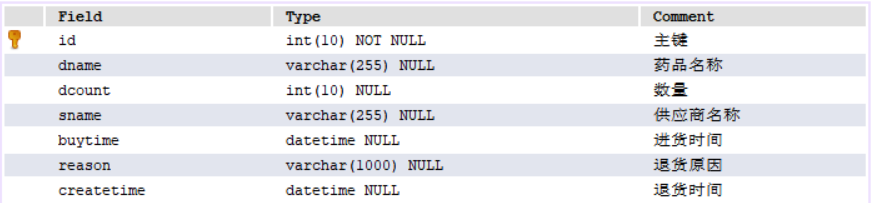 Field Type Comment
id int(10) NOT NULL 主键
dname varchar(255) NULL 药品名称
dcount int(10) NULL 数量
sname varchar(255) NULL 供应商名称
buytime datetime NULL 进货时间
reason varchar(1000) NULL 退货原因
createtime datetime NULL 退货时间